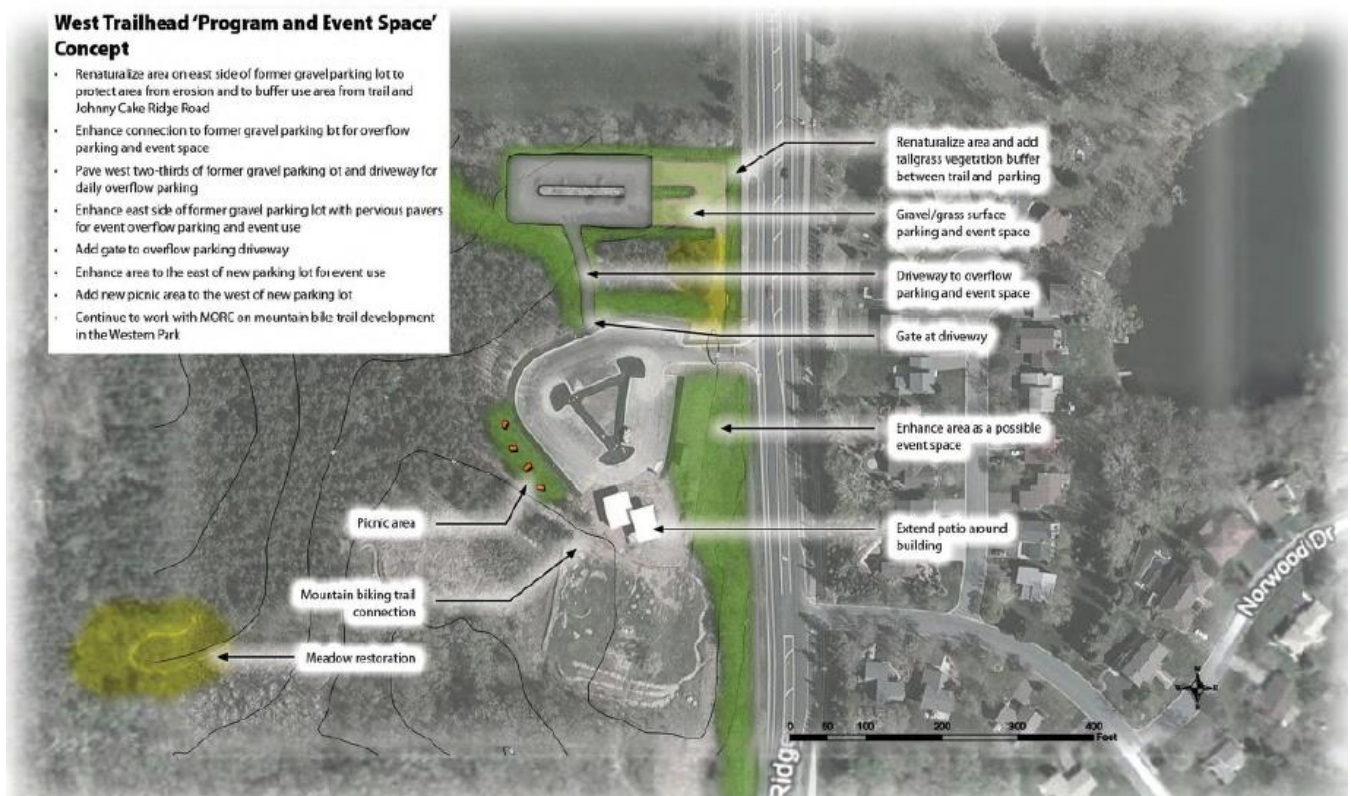 West Trailhead 'Program and Event Space'
Concept
• Renaturalize area on east side of former gravel parking lot to
protect area from erosion and to buffer use area from trail and
Johnny Cake Ridge Road
• Enhance connection to former gravel parking lot for overflow
parking and event space
• Pave west two-thirds of former gravel parking lot and driveway for
daily overflow parking
• Enhance east side of former gravel parking lot with pervious pavers
for event overflow parking and event use
• Add gate to overflow parking driveway
• Enhance area to the east of new parking lot for event use
• Add new picnic area to the west of new parking lot
• Continue to work with MORC on mountain bike trail development
in the Western Park
Renaturalize area and add
tallgrass vegetation buffer
between trail and parking
Gravel/grass surface
parking and event space
Driveway to overflow
parking and event space
Gate at driveway
Enhance area as a possible
event space
Picnic area
Extend patio around
building
Mountain biking trail
connection
Meadow restoration
Norwood Dr
N
W E
S
0 50 100 200 300 400
Feet
Ridge